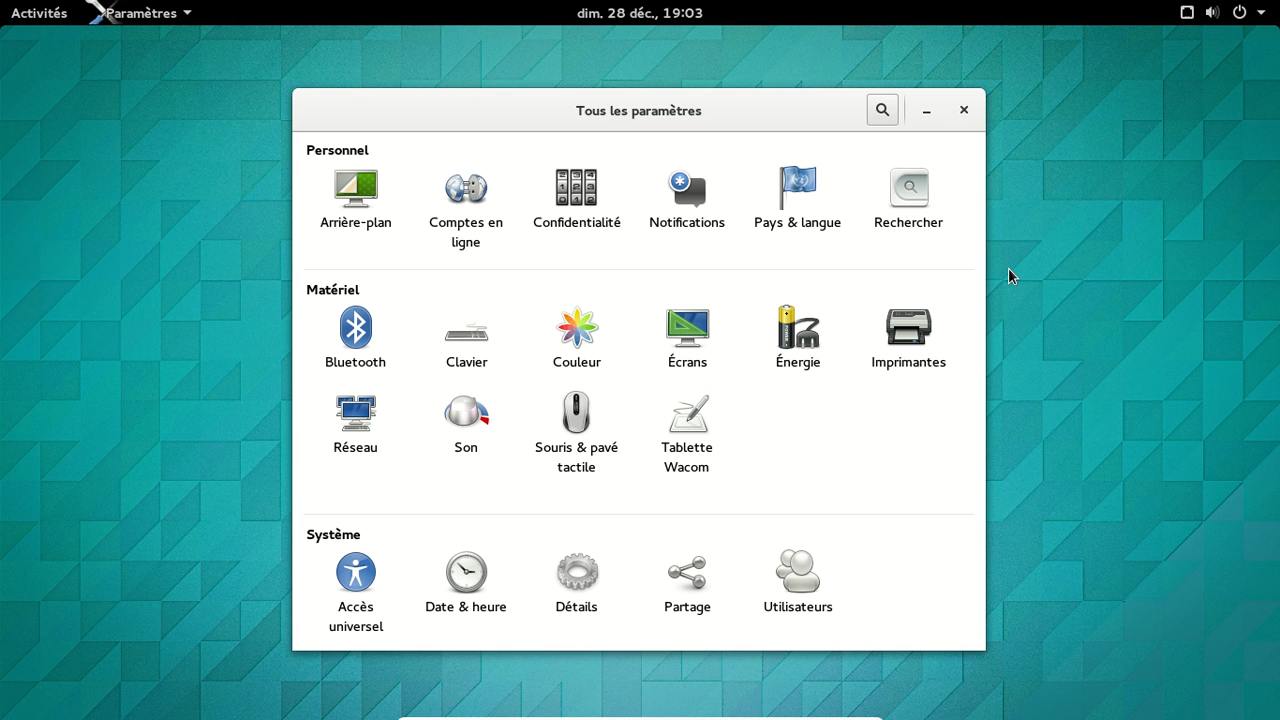 Activités Paramètres dim. 28 déc., 19:03
Tous les paramètres
Personnel
Arrière-plan Comptes en ligne Confidentialité Notifications Pays & langue Rechercher
Matériel
Bluetooth Clavier Couleur Écrans Énergie Imprimantes
Réseau Son Souris & pavé tactile Tablette Wacom
Système
Accès universel Date & heure Détails Partage Utilisateurs